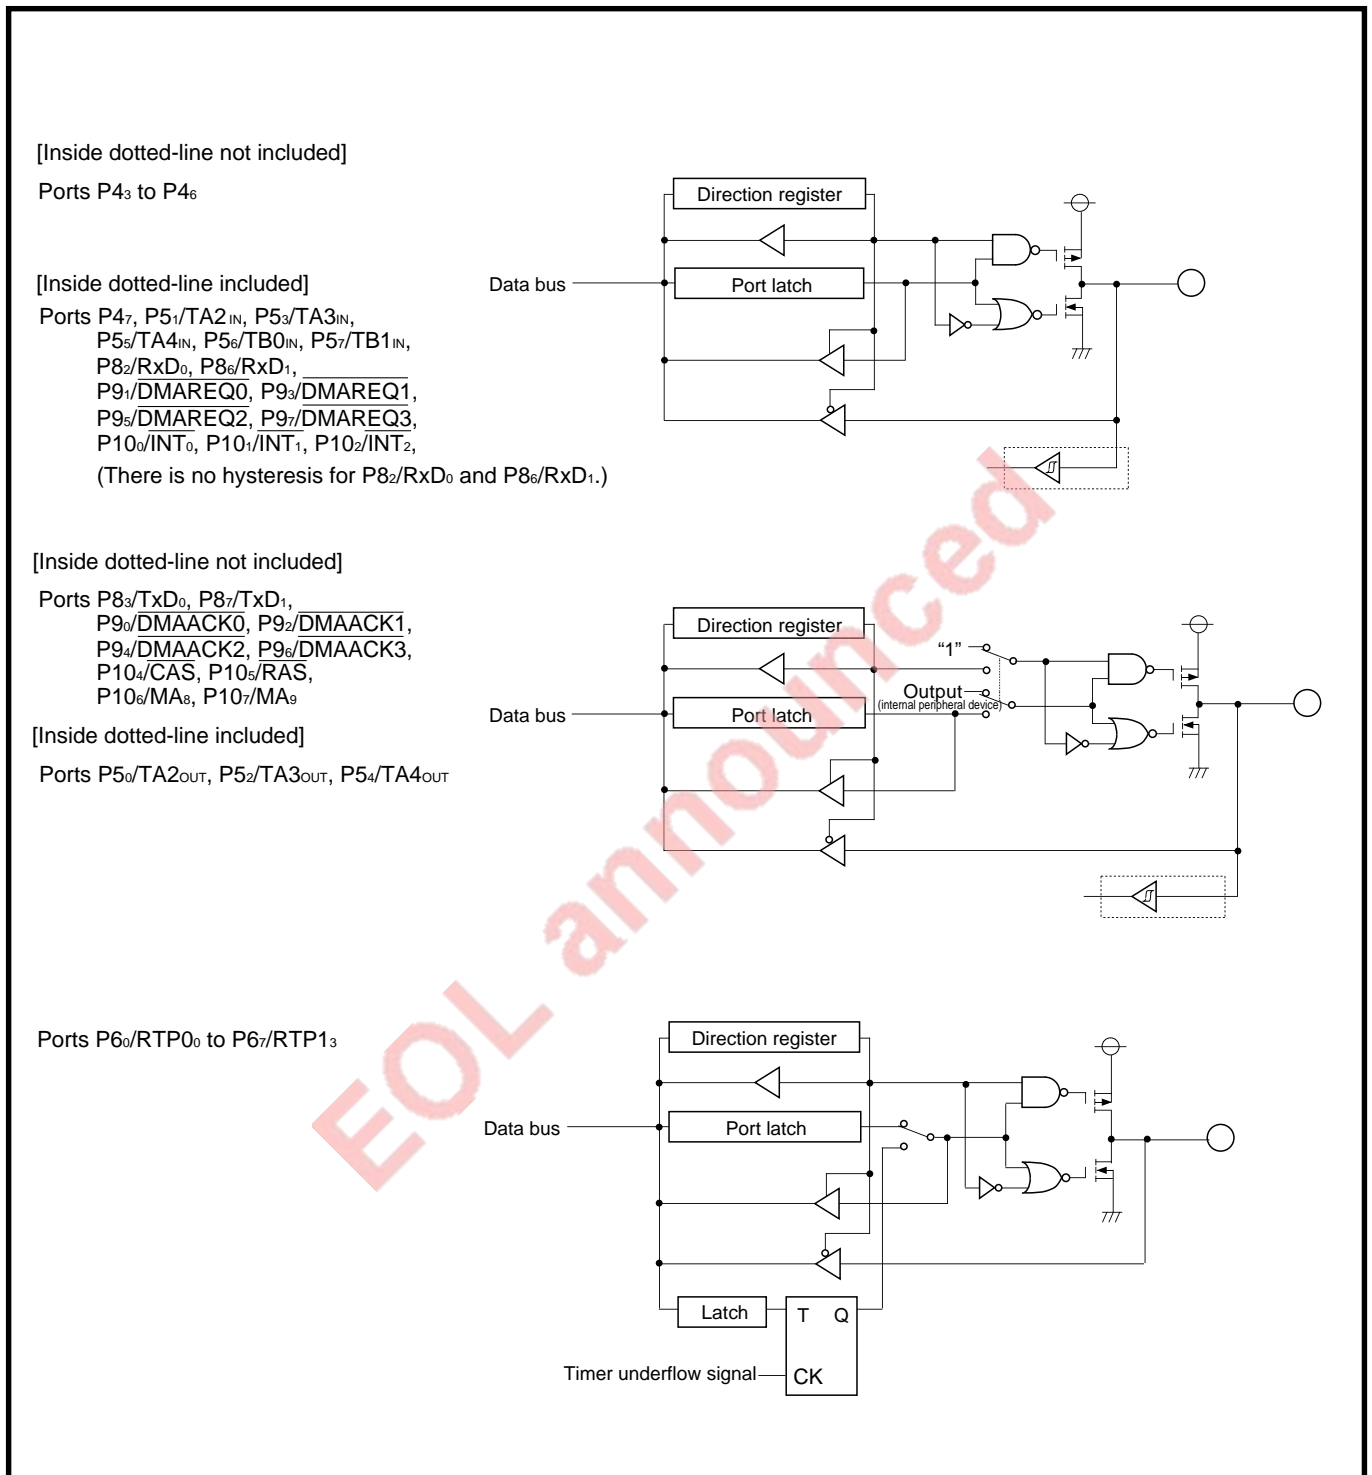 [Inside dotted-line not included]
Ports P4₃ to P4₆
[Inside dotted-line included]
Ports P4₇, P5₁/TA2IN, P5₃/TA3IN,
P5₅/TA4IN, P5₆/TB0IN, P5₇/TB1IN,
P8₂/RxD₀, P8₆/RxD₁,
P9₁/DMAREQ0, P9₃/DMAREQ1,
P9₅/DMAREQ2, P9₇/DMAREQ3,
P10₀/INT₀, P10₁/INT₁, P10₂/INT₂,
(There is no hysteresis for P8₂/RxD₀ and P8₆/RxD₁.)
Direction register
Data bus
Port latch
[Inside dotted-line not included]
Ports P8₃/TxD₀, P8₇/TxD₁,
P9₀/DMAACK0, P9₂/DMAACK1,
P9₄/DMAACK2, P9₆/DMAACK3,
P10₄/CAS, P10₅/RAS,
P10₆/MA₈, P10₇/MA₉
[Inside dotted-line included]
Ports P5₀/TA2OUT, P5₂/TA3OUT, P5₄/TA4OUT
Direction register
“1”
Output
(internal peripheral device)
Data bus
Port latch
Ports P6₀/RTP0₀ to P6₇/RTP1₃
Direction register
Data bus
Port latch
Latch
T Q
Timer underflow signal
CK
EOL announced